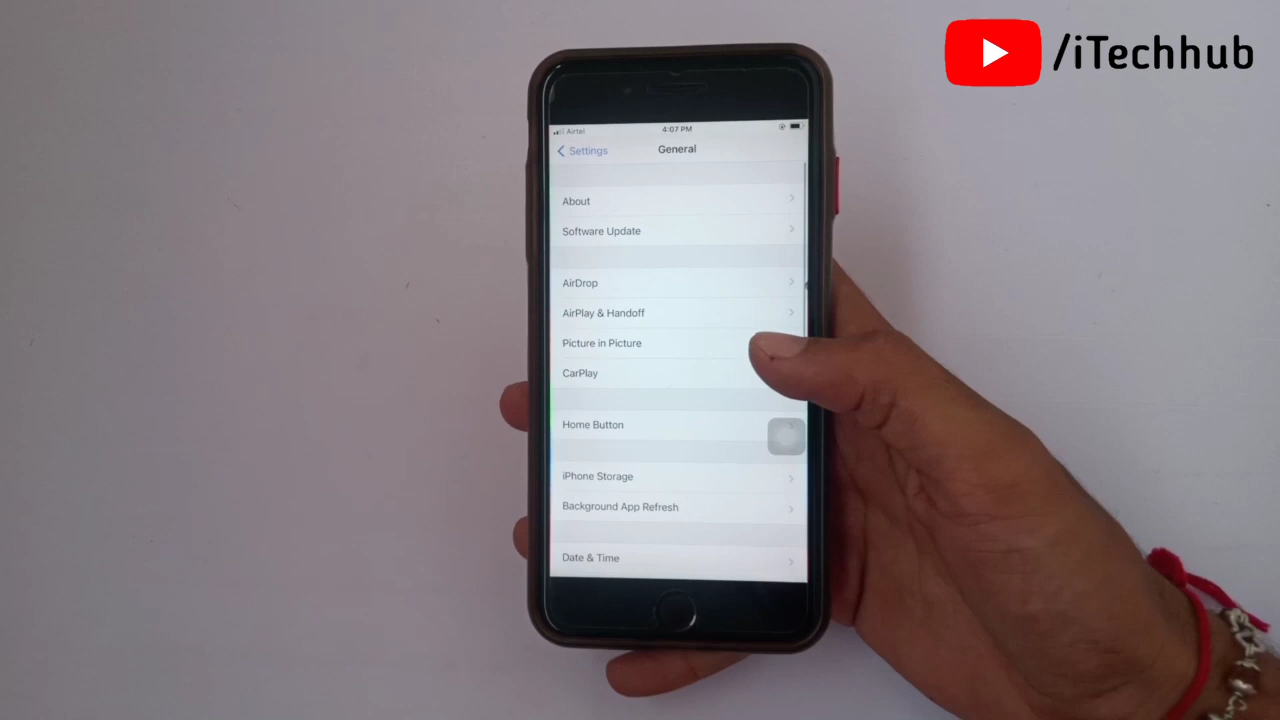 /iTechhub
Airtel
4:07 PM
Settings
General
About
Software Update
AirDrop
AirPlay & Handoff
Picture in Picture
CarPlay
Home Button
iPhone Storage
Background App Refresh
Date & Time